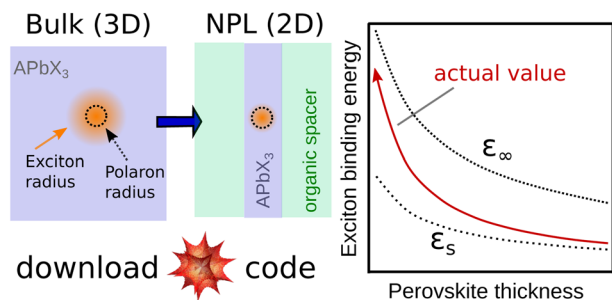 Bulk (3D)
NPL (2D)
APbX₃
Exciton
radius
Polaron
radius
APbX₃
organic spacer
download
code
Exciton binding energy
actual value
ε∞
εs
Perovskite thickness